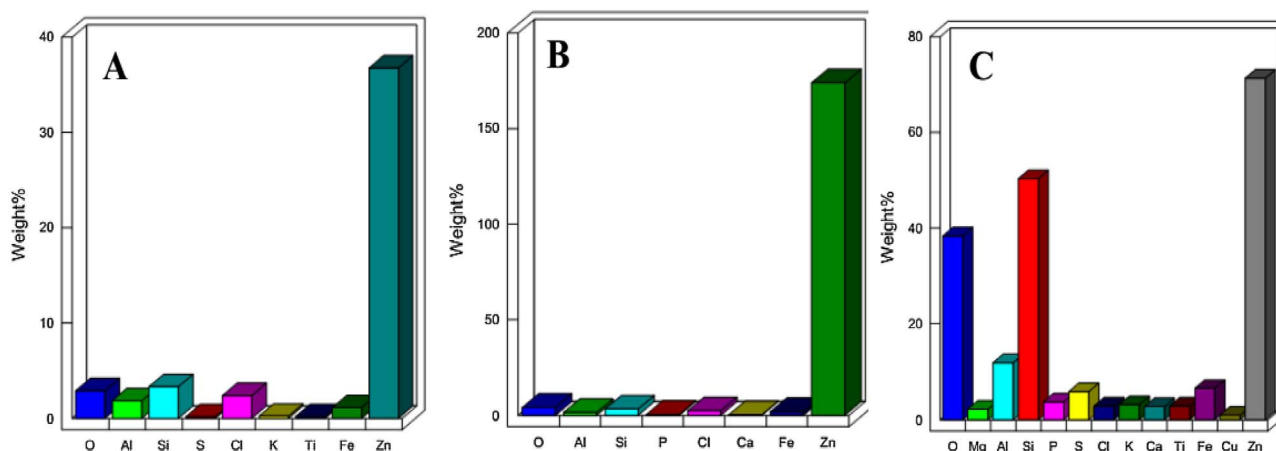 A
Weight%
40
30
20
10
0
O Al Si S Cl K Ti Fe Zn
B
Weight%
200
150
100
50
0
O Al Si P Cl Ca Fe Zn
C
Weight%
80
60
40
20
0
O Mg Al Si P S Cl K Ca Ti Fe Cu Zn